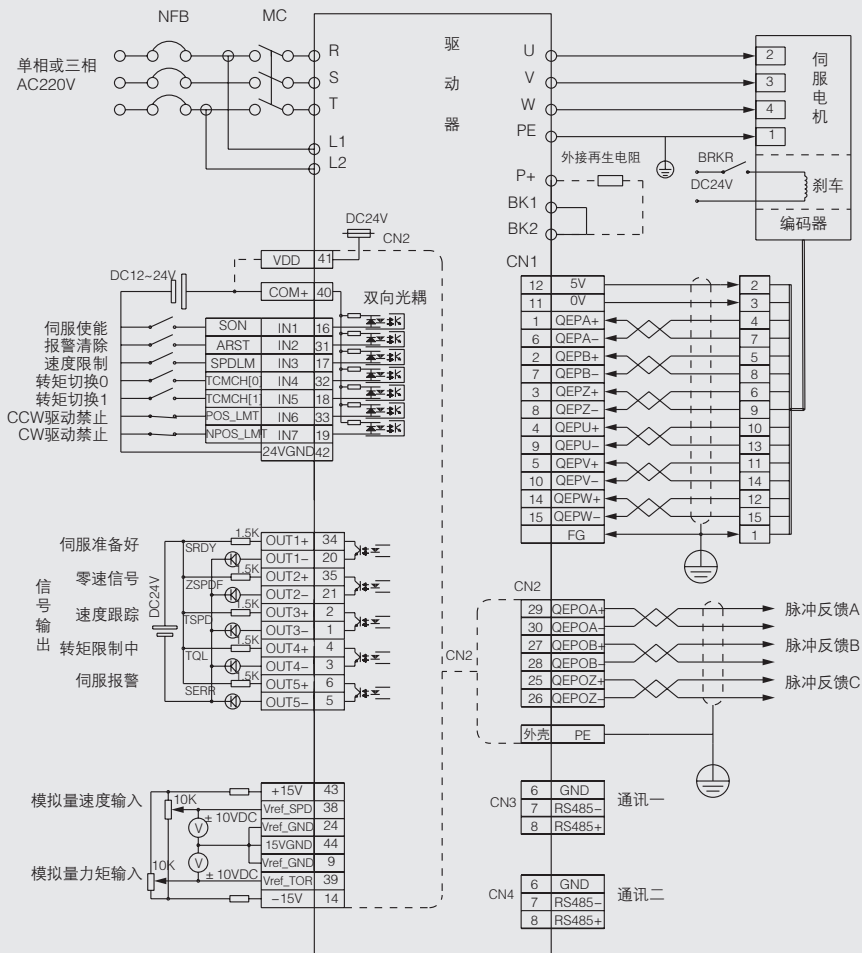 NFB
MC
单相或三相
AC220V
R
S
T
L1
L2
驱
动
器
U
V
W
PE
P+
BK1
BK2
外接再生电阻
2
3
4
1
伺
服
电
机
BRKR
DC24V
刹车
编码器
DC24V
CN2
VDD 41
DC12~24V
COM+ 40
双向光耦
伺服使能 SON IN1 16
报警清除 ARST IN2 31
速度限制 SPDLM IN3 17
转矩切换0 TCMCH[0] IN4 32
转矩切换1 TCMCH[1] IN5 18
CCW驱动禁止 POS_LMT IN6 33
CW驱动禁止 NPOS_LMT IN7 19
24VGND 42
CN1
12 5V 2
11 0V 3
1 QEPA+ 4
6 QEPA− 7
2 QEPB+ 5
7 QEPB− 8
3 QEPZ+ 6
8 QEPZ− 9
4 QEPU+ 10
9 QEPU− 13
5 QEPV+ 11
10 QEPV− 14
14 QEPW+ 12
15 QEPW− 15
FG 1
信
号
输
出
DC24V
伺服准备好 SRDY 1.5K OUT1+ 34
OUT1− 20
零速信号 ZSPDF 1.5K OUT2+ 35
OUT2− 21
速度跟踪 TSPD 1.5K OUT3+ 2
OUT3− 1
转矩限制中 TQL 1.5K OUT4+ 4
OUT4− 3
伺服报警 SERR 1.5K OUT5+ 6
OUT5− 5
CN2
CN2
29 QEPOA+ 脉冲反馈A
30 QEPOA−
27 QEPOB+ 脉冲反馈B
28 QEPOB−
25 QEPOZ+ 脉冲反馈C
26 QEPOZ−
外壳 PE
模拟量速度输入
10K
± 10VDC
V
模拟量力矩输入
10K
± 10VDC
V
+15V 43
Vref_SPD 38
Vref_GND 24
15VGND 44
Vref_GND 9
Vref_TOR 39
−15V 14
CN3
6 GND
7 RS485−
8 RS485+
通讯一
CN4
6 GND
7 RS485−
8 RS485+
通讯二